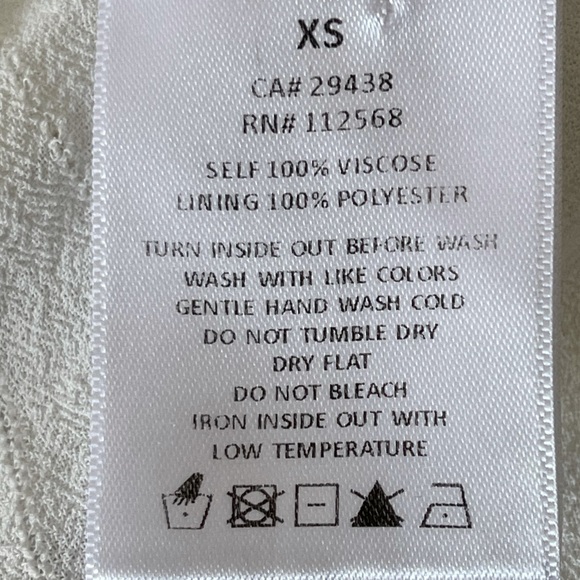 XS
CA# 29438
RN# 112568
SELF 100% VISCOSE
LINING 100% POLYESTER
TURN INSIDE OUT BEFORE WASH
WASH WITH LIKE COLORS
GENTLE HAND WASH COLD
DO NOT TUMBLE DRY
DRY FLAT
DO NOT BLEACH
IRON INSIDE OUT WITH
LOW TEMPERATURE